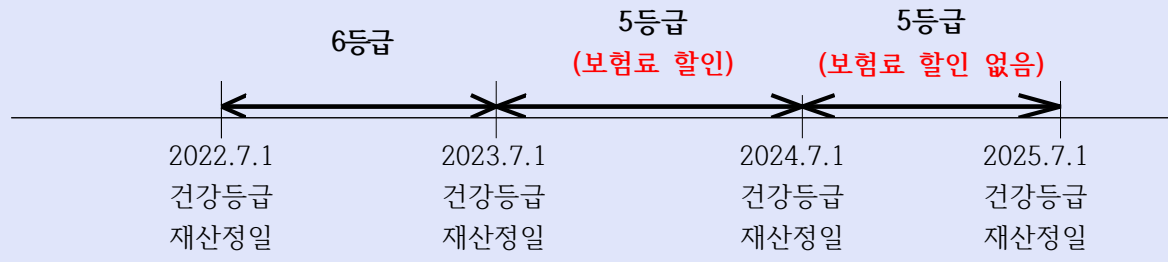 6등급
5등급
(보험료 할인)
5등급
(보험료 할인 없음)
2022.7.1
건강등급
재산정일
2023.7.1
건강등급
재산정일
2024.7.1
건강등급
재산정일
2025.7.1
건강등급
재산정일